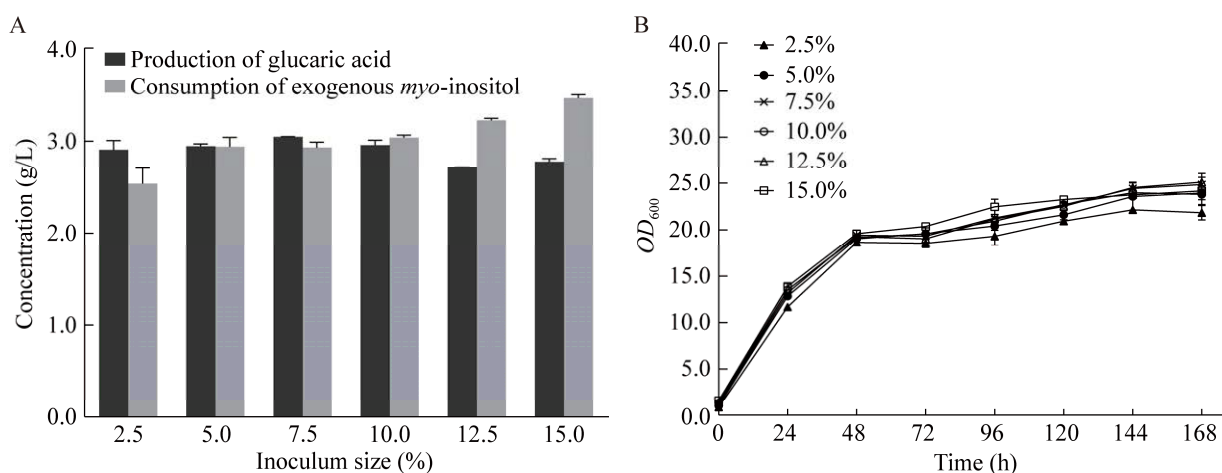 A
4.0
3.0
2.0
1.0
0.0
Concentration (g/L)
Production of glucaric acid
Consumption of exogenous myo-inositol
2.5 5.0 7.5 10.0 12.5 15.0
Inoculum size (%)
B
40.0
35.0
30.0
25.0
20.0
15.0
10.0
5.0
0.0
OD600
2.5%
5.0%
7.5%
10.0%
12.5%
15.0%
0 24 48 72 96 120 144 168
Time (h)